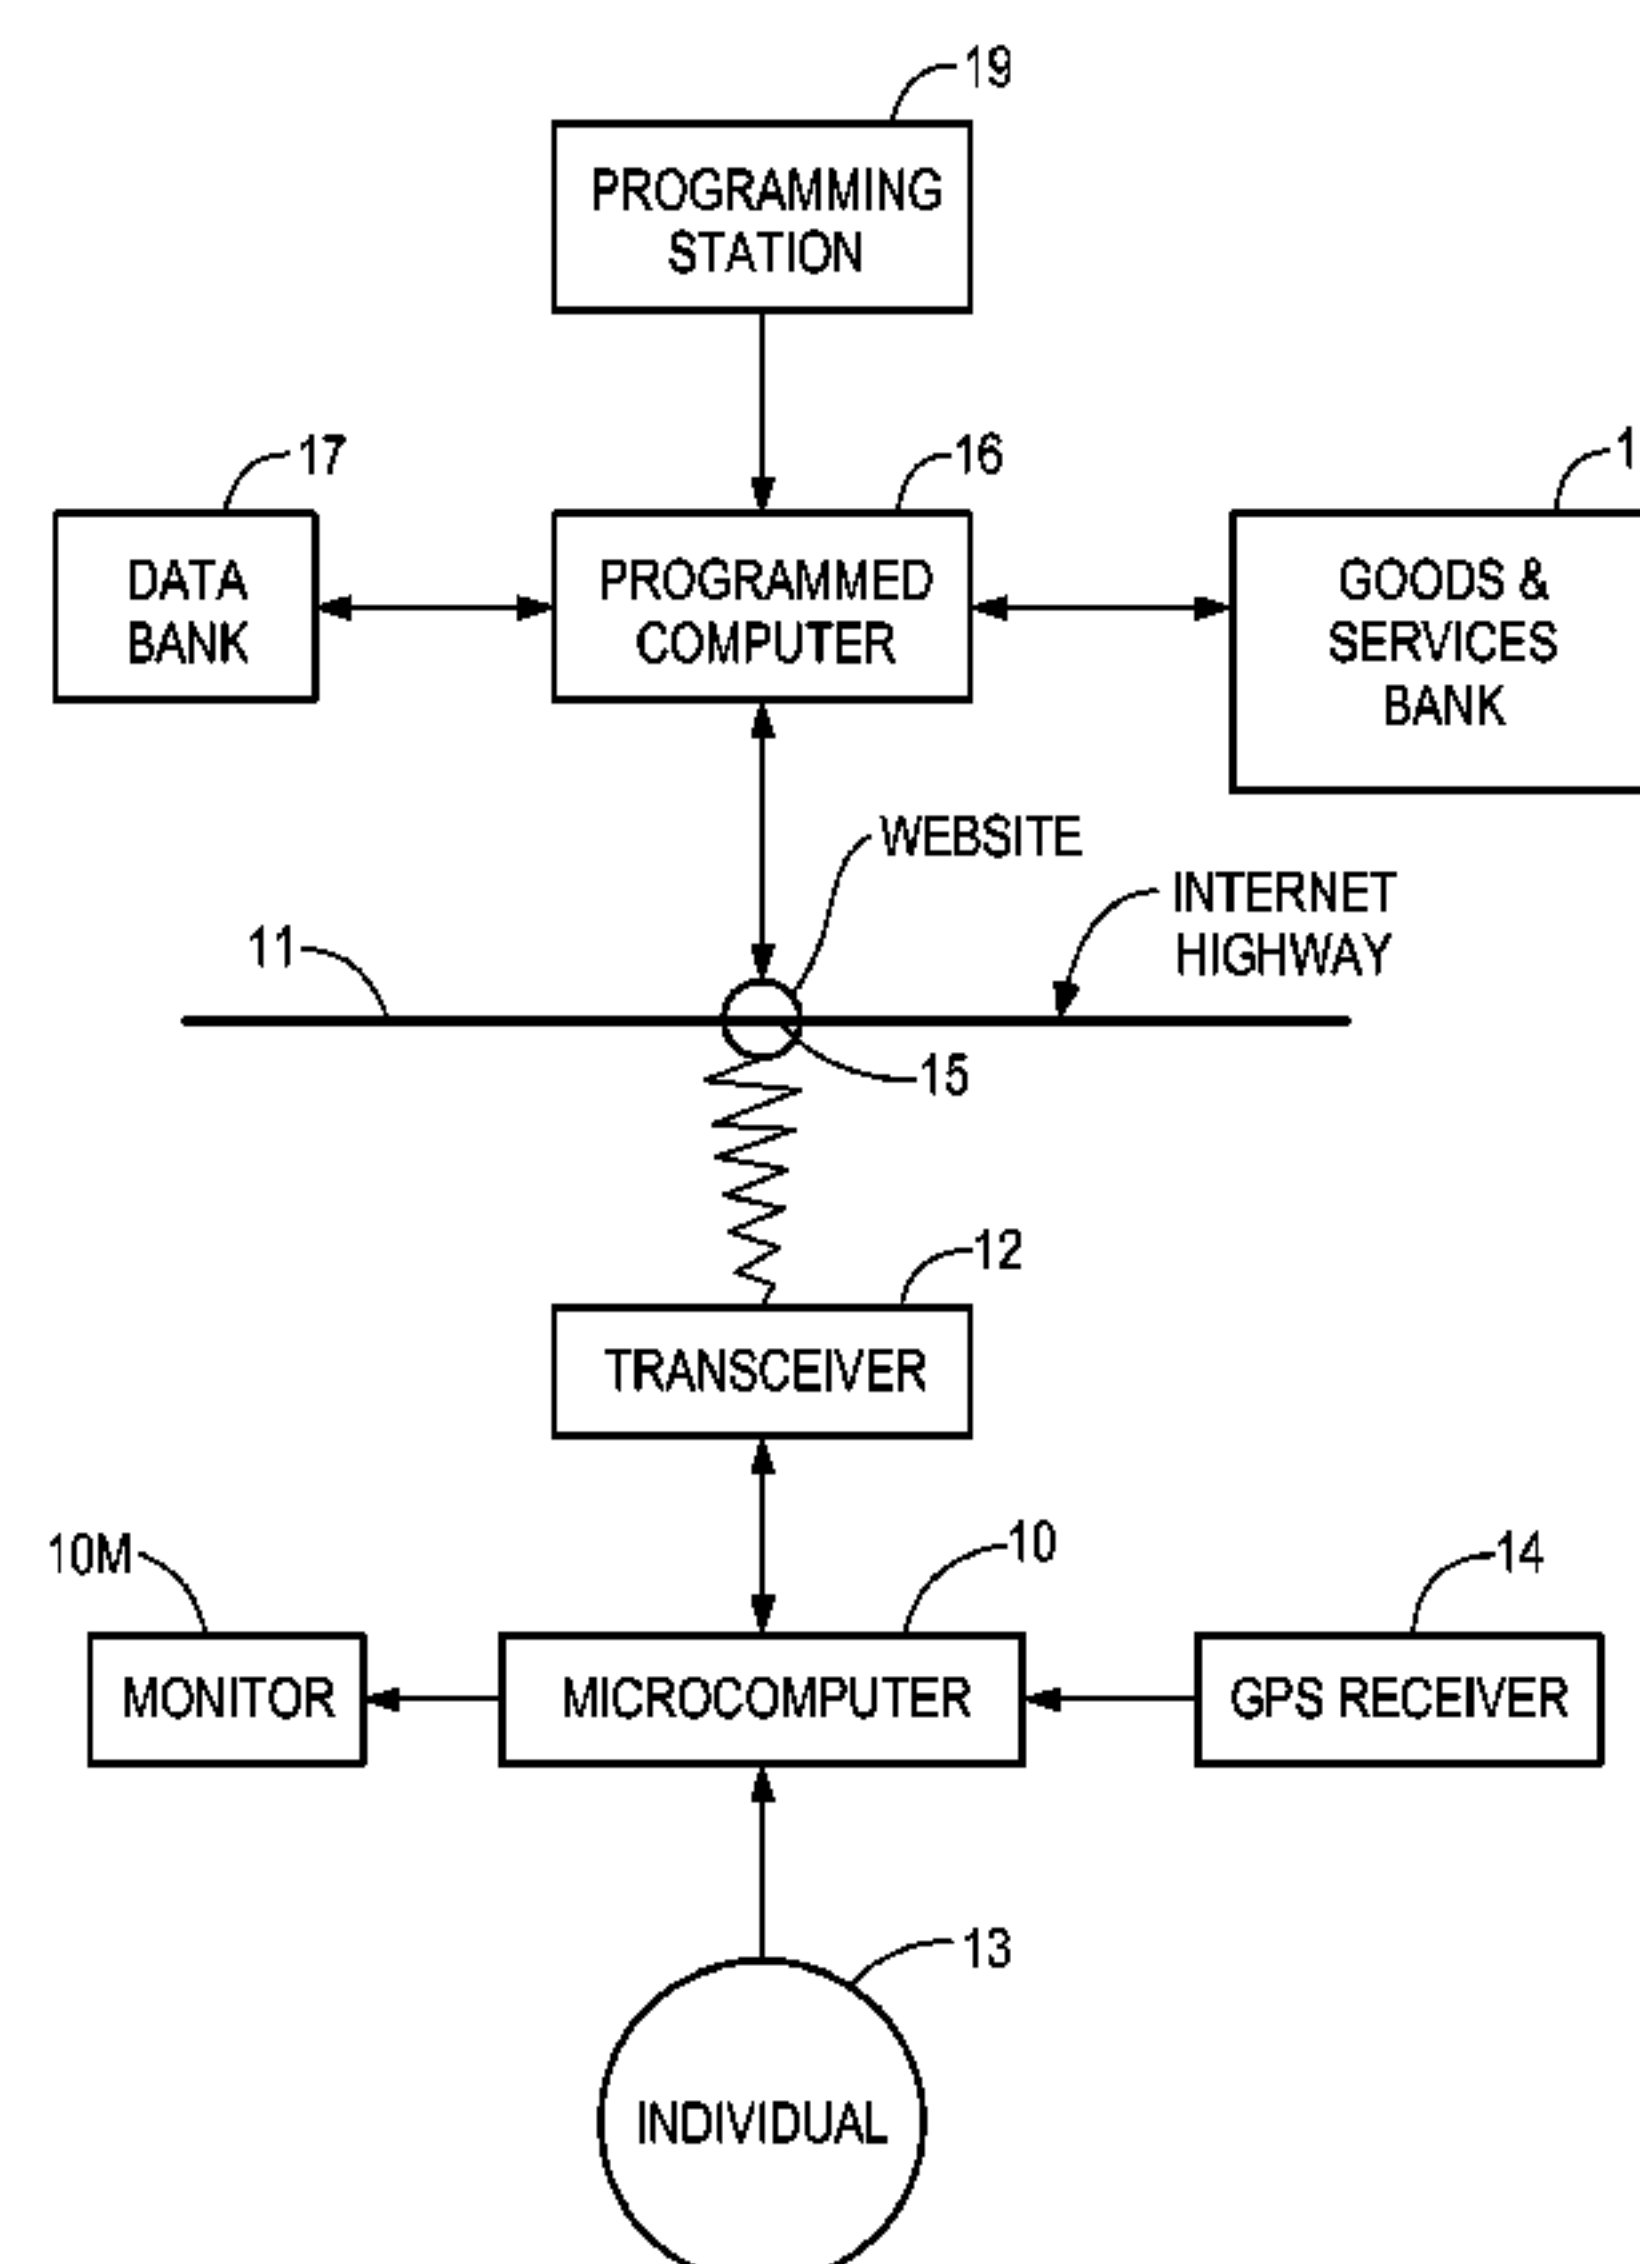 19
PROGRAMMING
STATION
17
16
1
DATA
BANK
PROGRAMMED
COMPUTER
GOODS &
SERVICES
BANK
WEBSITE
INTERNET
HIGHWAY
11
15
12
TRANSCEIVER
10M
10
14
MONITOR
MICROCOMPUTER
GPS RECEIVER
13
INDIVIDUAL